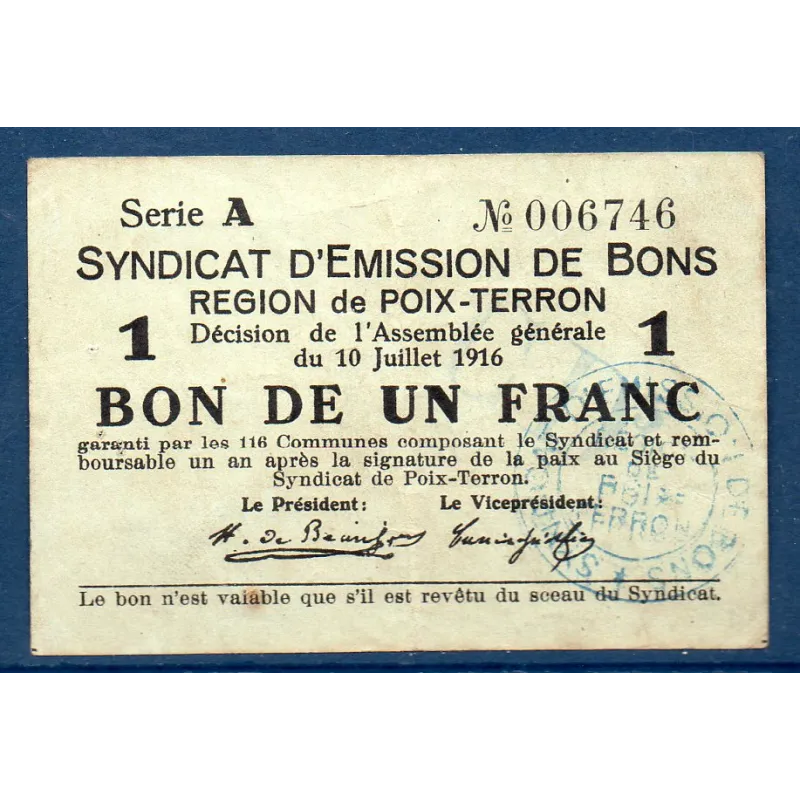 Serie A
№ 006746
SYNDICAT D'EMISSION DE BONS
REGION de POIX-TERRON
1 Décision de l'Assemblée générale 1
du 10 Juillet 1916
BON DE UN FRANC
garanti par les 116 Communes composant le Syndicat et rem-
boursable un an après la signature de la paix au Siège du
Syndicat de Poix-Terron.
Le Président: Le Viceprésident:
Le bon n'est vaiable que s'il est revêtu du sceau du Syndicat.